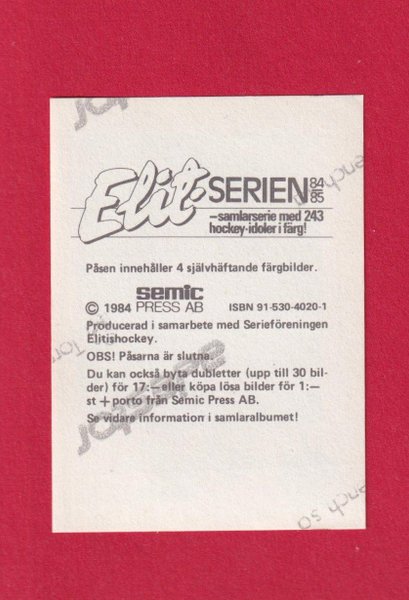 Elit-SERIEN 84 85
-samlarserie med 243
hockey-idoler i färg!
Påsen innehåller 4 självhäftande färgbilder.
semic
© 1984 PRESS AB ISBN 91-530-4020-1
Producerad i samarbete med Serieföreningen
Elitishockey.
OBS! Påsarna är slutna.
Du kan också byta dubletter (upp till 30 bil-
der) för 17:—eller köpa lösa bilder för 1:—
st + porto från Semic Press AB.
Se vidare information i samlaralbumet!